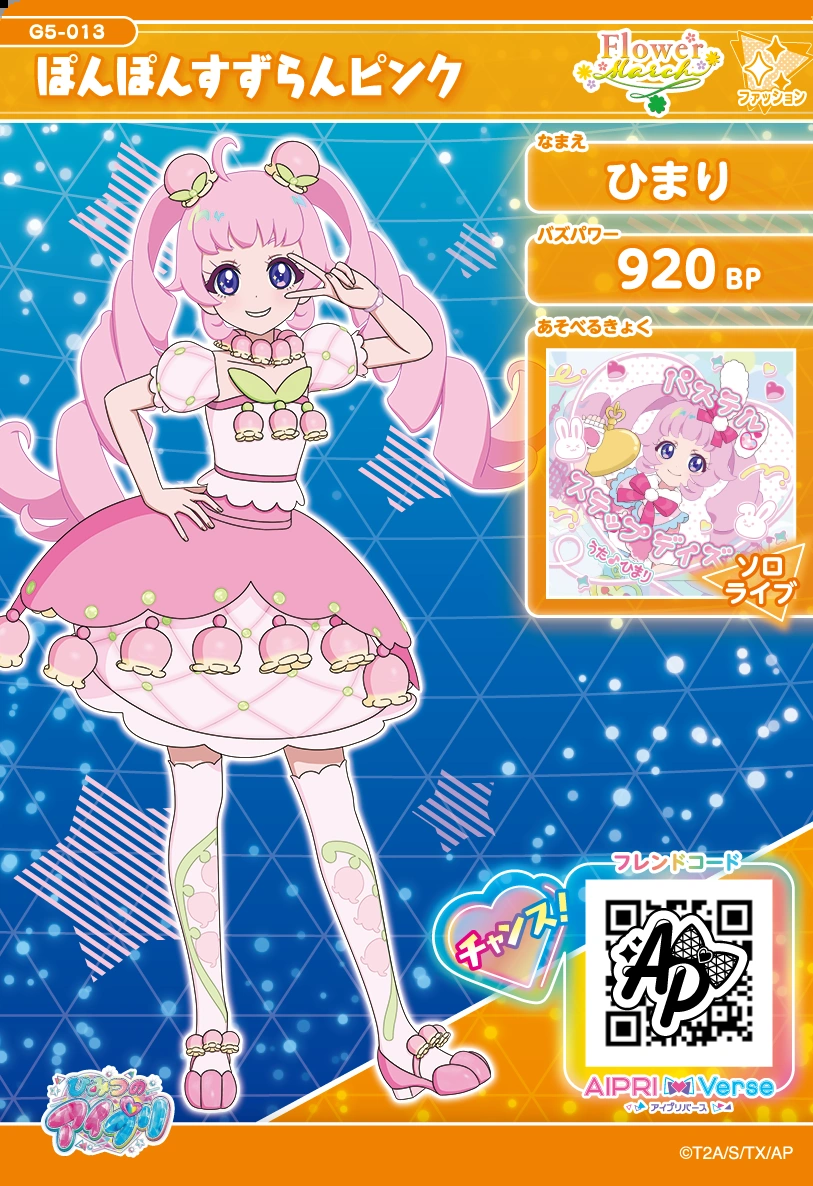 G5-013
ぽんぽんすずらんピンク
Flower
March
ファッション
なまえ
ひまり
バズパワー
920 BP
あそべるきょく
パステル
ステップデイズ
うた♪ひまり
ソロ
ライブ
フレンドコード
チャンス!
AP
AIPRI Verse
アイプリバース
ひみつの
アイプリ
©T2A/S/TX/AP